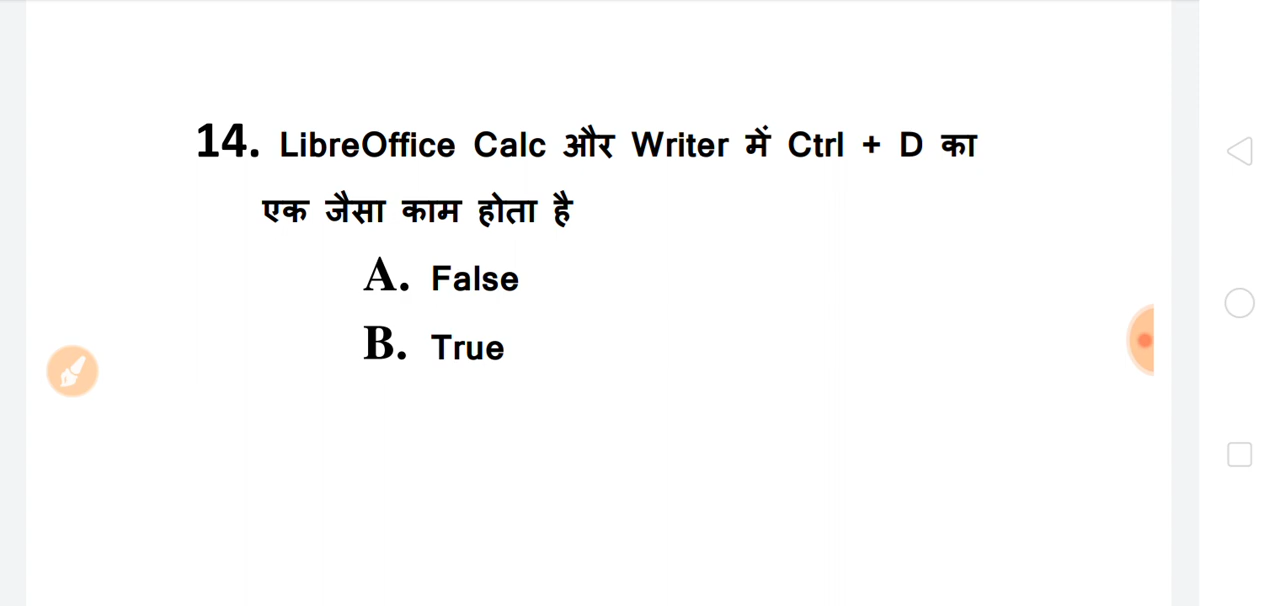 14. LibreOffice Calc और Writer में Ctrl + D का
एक जैसा काम होता है
A. False
B. True